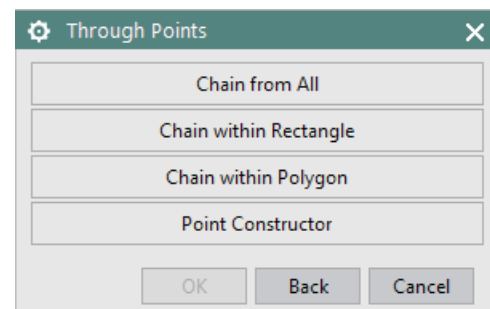 Through Points
Chain from All
Chain within Rectangle
Chain within Polygon
Point Constructor
OK Back Cancel